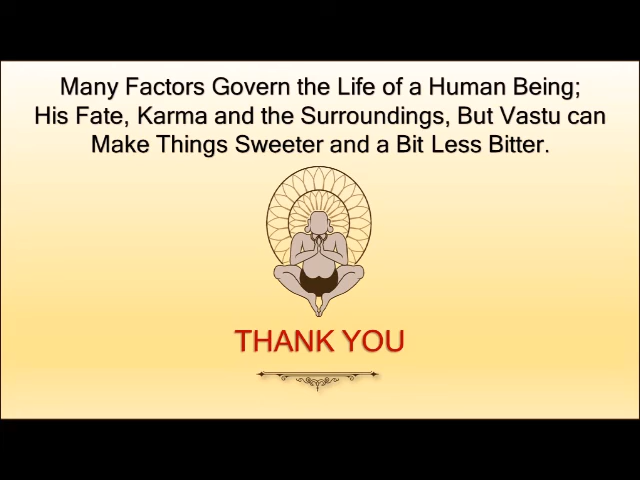 Many Factors Govern the Life of a Human Being;
His Fate, Karma and the Surroundings, But Vastu can
Make Things Sweeter and a Bit Less Bitter.
THANK YOU